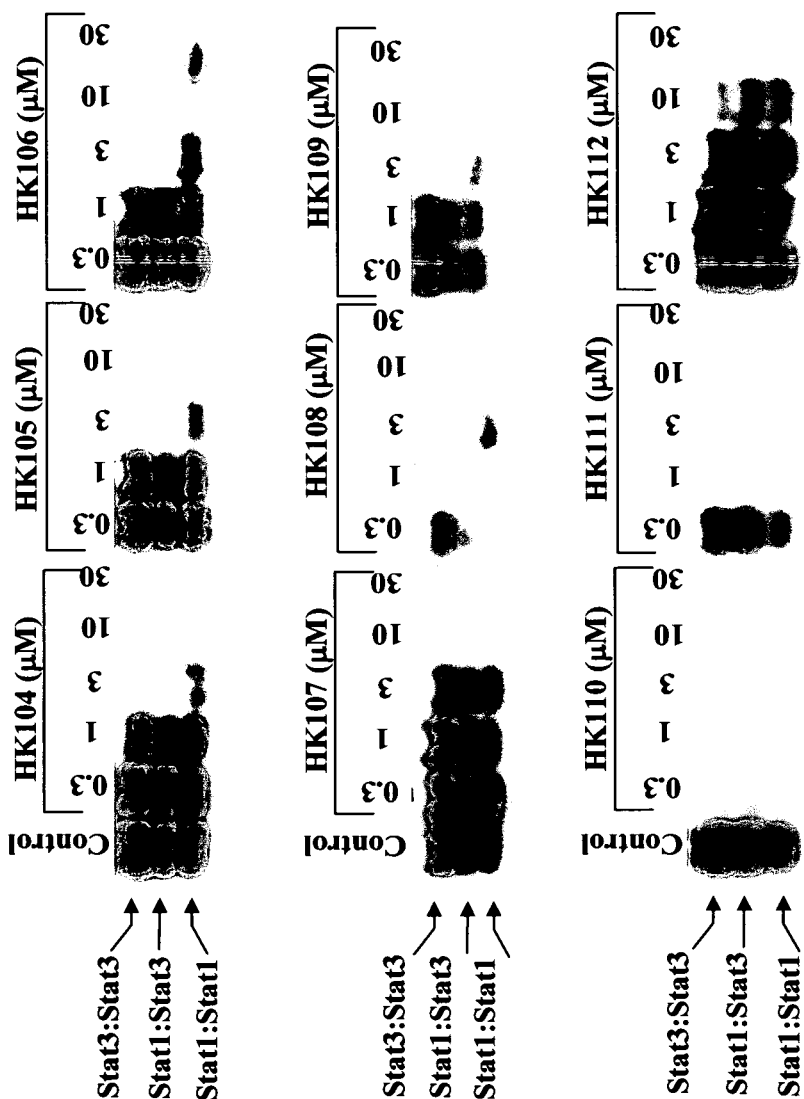 HK104 (µM)
HK105 (µM)
HK106 (µM)
Control
0.3
1
3
10
30
0.3
1
3
10
30
0.3
1
3
10
30
Stat3:Stat3
Stat1:Stat3
Stat1:Stat1
HK107 (µM)
HK108 (µM)
HK109 (µM)
Control
0.3
1
3
10
30
0.3
1
3
10
30
0.3
1
3
10
30
Stat3:Stat3
Stat1:Stat3
Stat1:Stat1
HK110 (µM)
HK111 (µM)
HK112 (µM)
Control
0.3
1
3
10
30
0.3
1
3
10
30
0.3
1
3
10
30
Stat3:Stat3
Stat1:Stat3
Stat1:Stat1